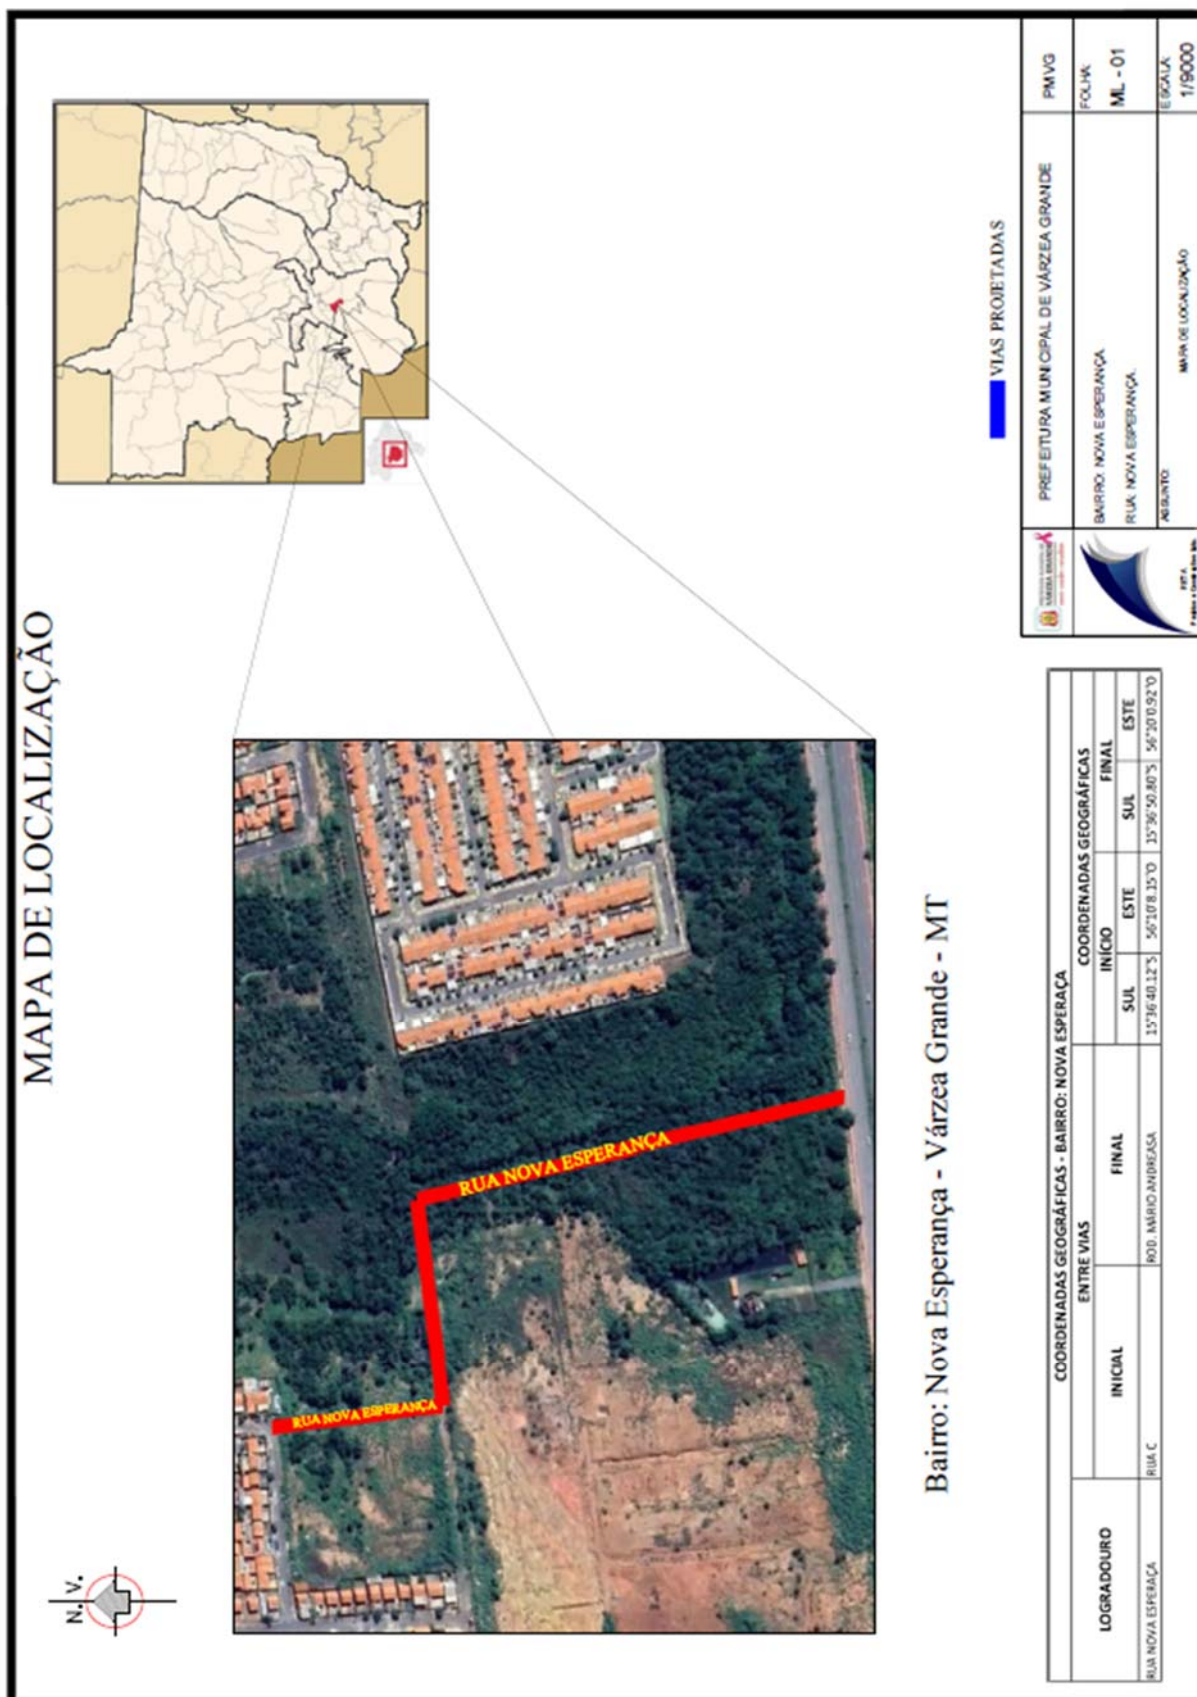 MAPA DE LOCALIZAÇÃO
N. V.
RUA NOVA ESPERANÇA
RUA NOVA ESPERANÇA
Bairro: Nova Esperança - Várzea Grande - MT
VIAS PROJETADAS
COORDENADAS GEOGRÁFICAS - BAIRRO: NOVA ESPERAÇA
LOGRADOURO ENTRE VIAS COORDENADAS GEOGRÁFICAS
INICIAL FINAL INÍCIO FINAL
SUL ESTE SUL ESTE
RUA NOVA ESPERAÇA RUA C ROD. MÁRIO ANDREASA 15°36'40.12"S 56°10'8.15"O 15°36'50.80"S 56°10'0.92"O
VÁRZEA GRANDE
PREFEITURA MUNICIPAL DE VÁRZEA GRANDE
PMVG
BAIRRO: NOVA ESPERANÇA.
RUA: NOVA ESPERANÇA.
FOLHA:
ML - 01
ASSUNTO:
MAPA DE LOCALIZAÇÃO
ESCALA:
1/9000